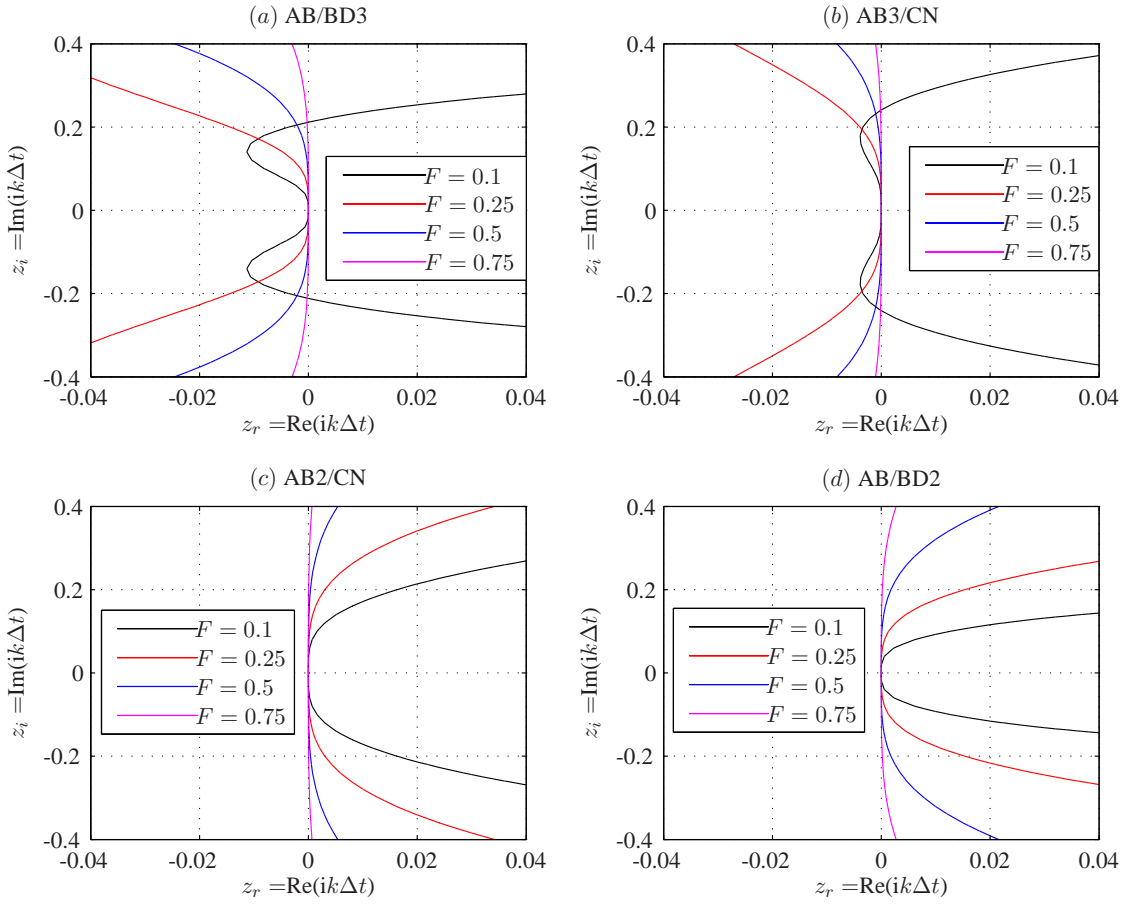 (a) AB/BD3
0.4
0.2
0
-0.2
-0.4
z_i =Im(ikΔt)
F = 0.1
F = 0.25
F = 0.5
F = 0.75
-0.04 -0.02 0 0.02 0.04
z_r =Re(ikΔt)
(b) AB3/CN
0.4
0.2
0
-0.2
-0.4
z_i =Im(ikΔt)
F = 0.1
F = 0.25
F = 0.5
F = 0.75
-0.04 -0.02 0 0.02 0.04
z_r =Re(ikΔt)
(c) AB2/CN
0.4
0.2
0
-0.2
-0.4
z_i =Im(ikΔt)
F = 0.1
F = 0.25
F = 0.5
F = 0.75
-0.04 -0.02 0 0.02 0.04
z_r =Re(ikΔt)
(d) AB/BD2
0.4
0.2
0
-0.2
-0.4
z_i =Im(ikΔt)
F = 0.1
F = 0.25
F = 0.5
F = 0.75
-0.04 -0.02 0 0.02 0.04
z_r =Re(ikΔt)